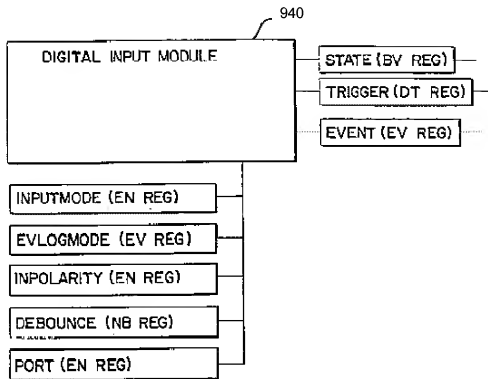 940
DIGITAL INPUT MODULE
STATE (BV REG)
TRIGGER (DT REG)
EVENT (EV REG)
INPUTMODE (EN REG)
EVLOGMODE (EV REG)
INPOLARITY (EN REG)
DEBOUNCE (NB REG)
PORT (EN REG)